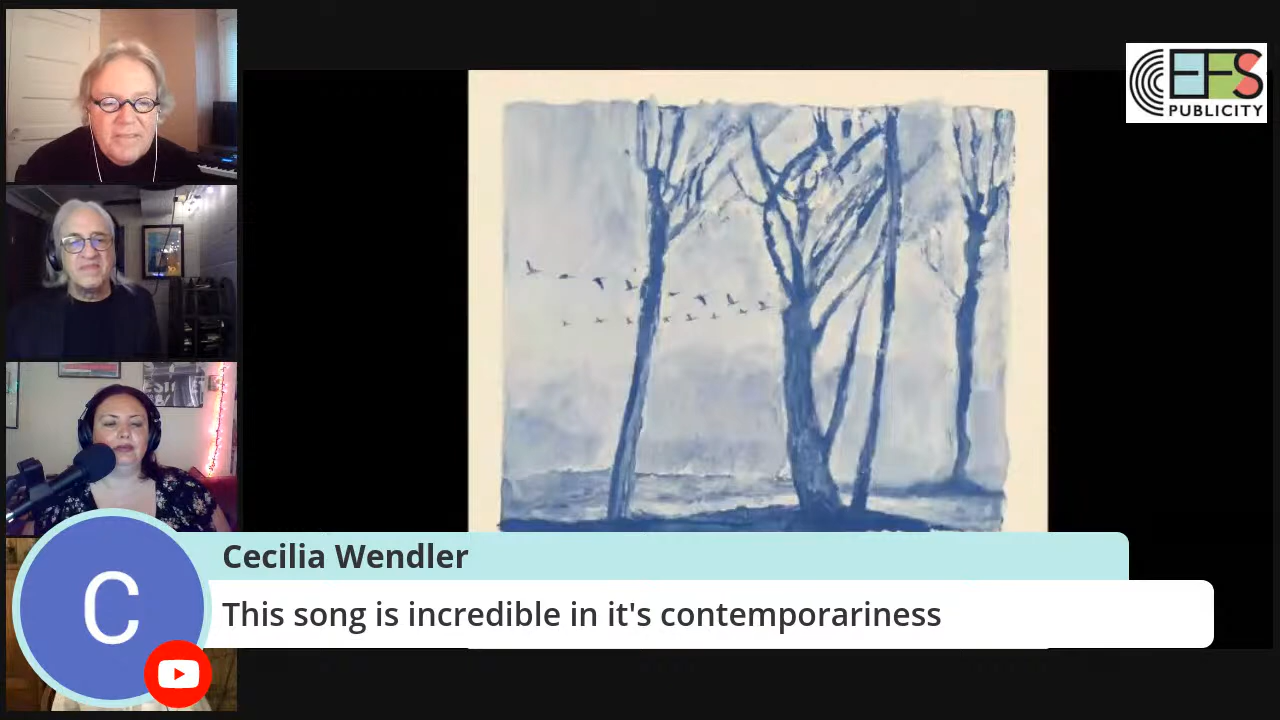 EFS
PUBLICITY
Cecilia Wendler
This song is incredible in it's contemporariness
C